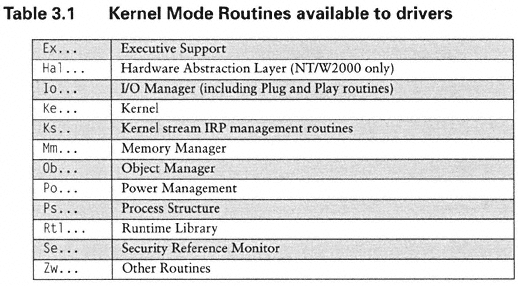 Table 3.1 Kernel Mode Routines available to drivers
Ex... Executive Support
Hal... Hardware Abstraction Layer (NT/W2000 only)
Io... I/O Manager (including Plug and Play routines)
Ke... Kernel
Ks.. Kernel stream IRP management routines
Mm... Memory Manager
Ob... Object Manager
Po... Power Management
Ps... Process Structure
Rtl... Runtime Library
Se... Security Reference Monitor
Zw... Other Routines